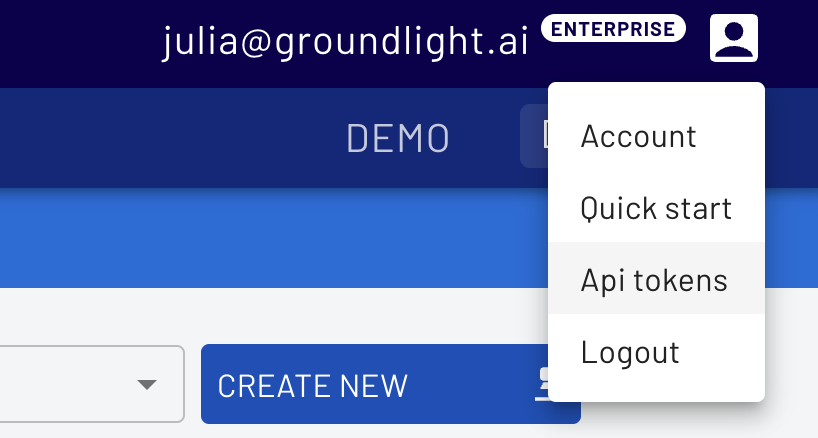 julia@groundlight.ai ENTERPRISE
DEMO
Account
Quick start
Api tokens
Logout
CREATE NEW